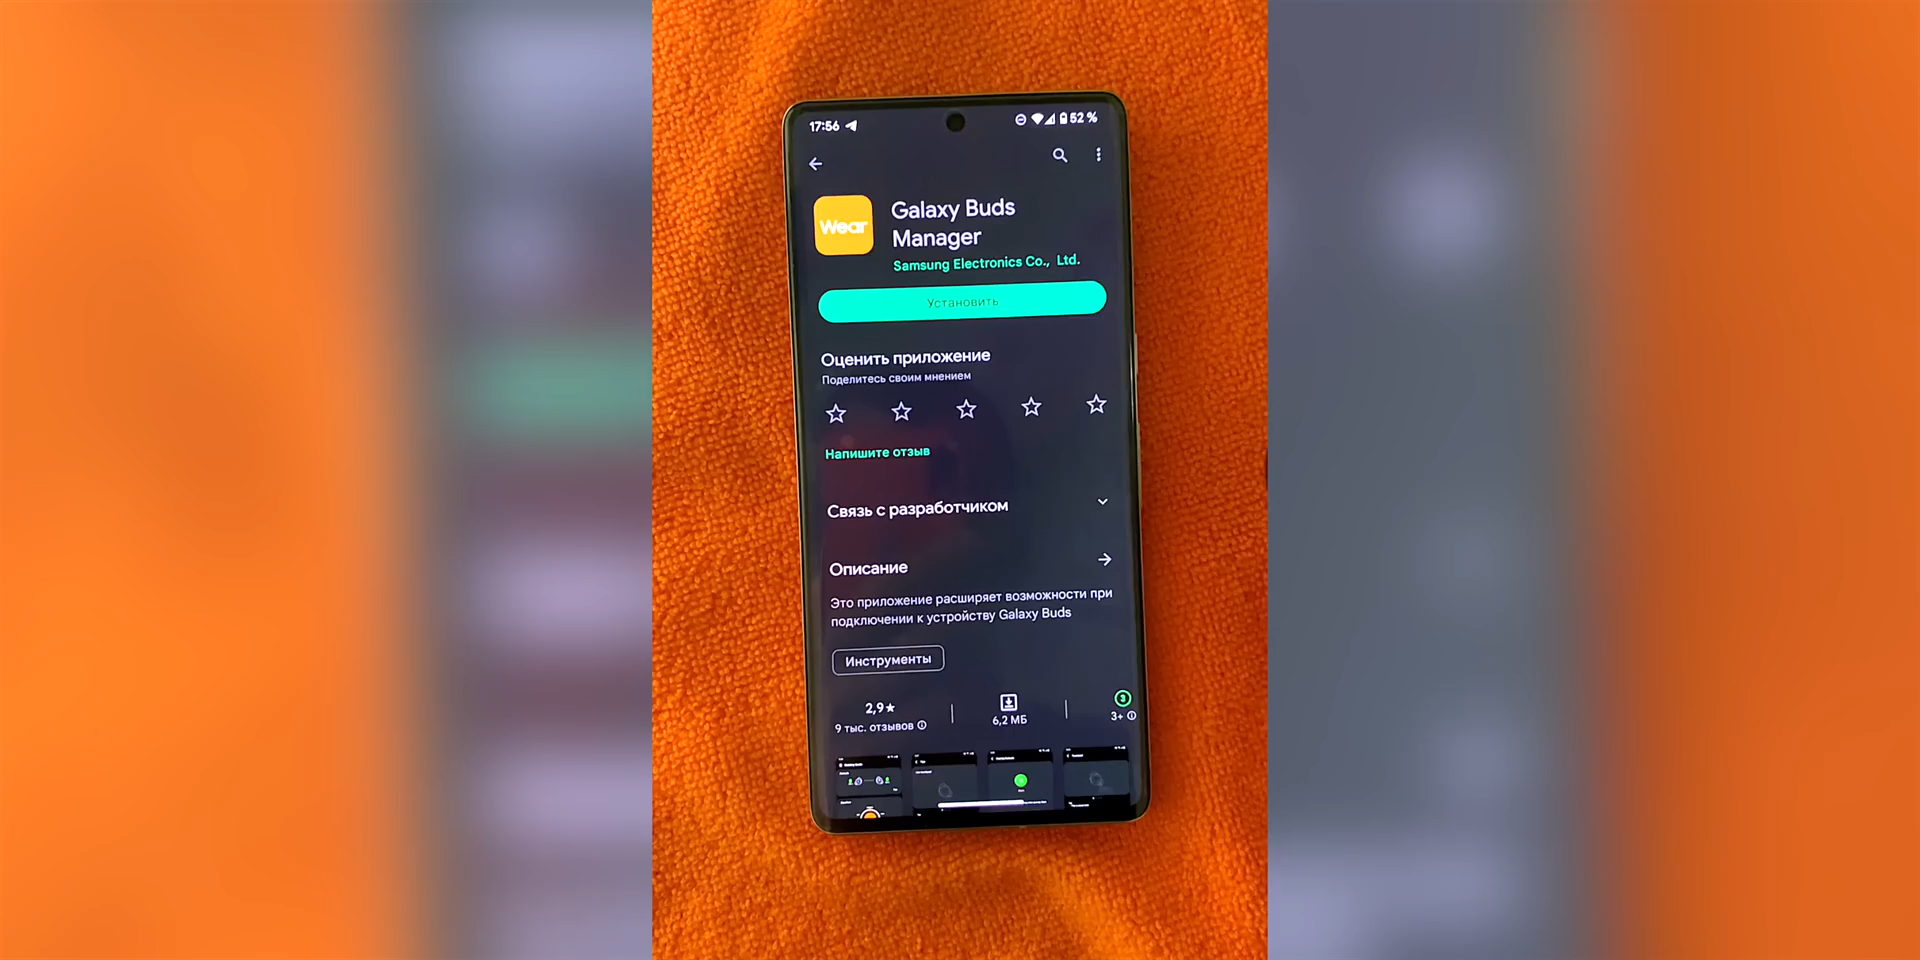 17:56
52 %
Wear
Galaxy Buds
Manager
Samsung Electronics Co., Ltd.
Установить
Оценить приложение
Поделитесь своим мнением
Напишите отзыв
Связь с разработчиком
Описание
Это приложение расширяет возможности при
подключении к устройству Galaxy Buds
Инструменты
2,9★
9 тыс. отзывов
6,2 МБ
3
3+